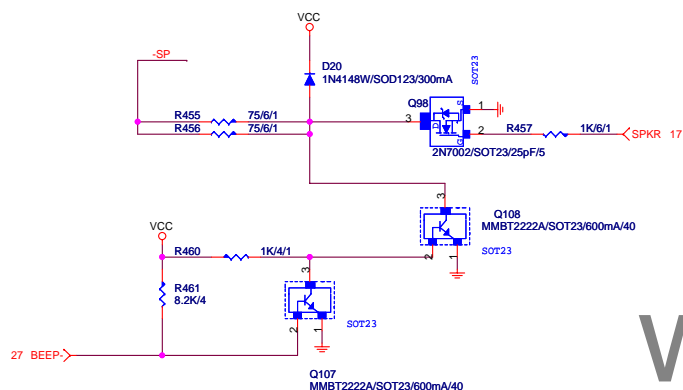 VCC
-SP
D20
1N4148W/SOD123/300mA
SOT23
Q98
S
1
3
D
R455 75/6/1
R456 75/6/1
G
2
R457 1K/6/1
SPKR 17
2N7002/SOT23/25pF/5
3
Q108
MMBT2222A/SOT23/600mA/40
VCC
R460 1K/4/1
2
1
SOT23
3
R461
8.2K/4
SOT23
2
1
27 BEEP-
Q107
MMBT2222A/SOT23/600mA/40
W